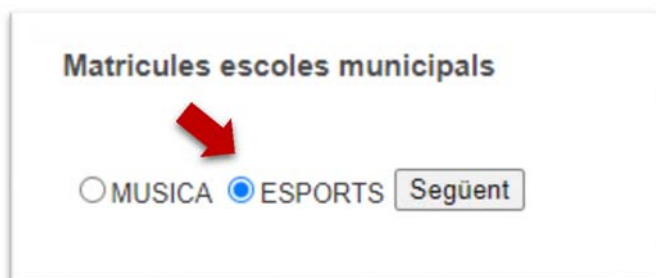 Matricules escoles municipals
MUSICA ESPORTS Següent